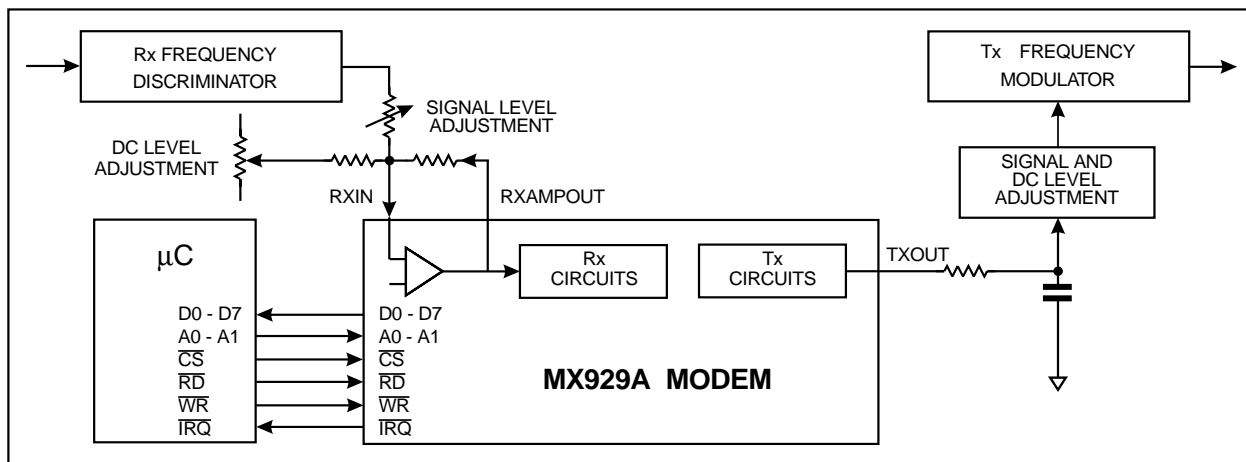 Rx FREQUENCY
DISCRIMINATOR
Tx FREQUENCY
MODULATOR
SIGNAL LEVEL
ADJUSTMENT
DC LEVEL
ADJUSTMENT
SIGNAL AND
DC LEVEL
ADJUSTMENT
RXIN
RXAMPOUT
µC
Rx
CIRCUITS
Tx
CIRCUITS
TXOUT
D0 - D7
A0 - A1
CS
RD
WR
IRQ
D0 - D7
A0 - A1
CS
RD
WR
IRQ
MX929A MODEM